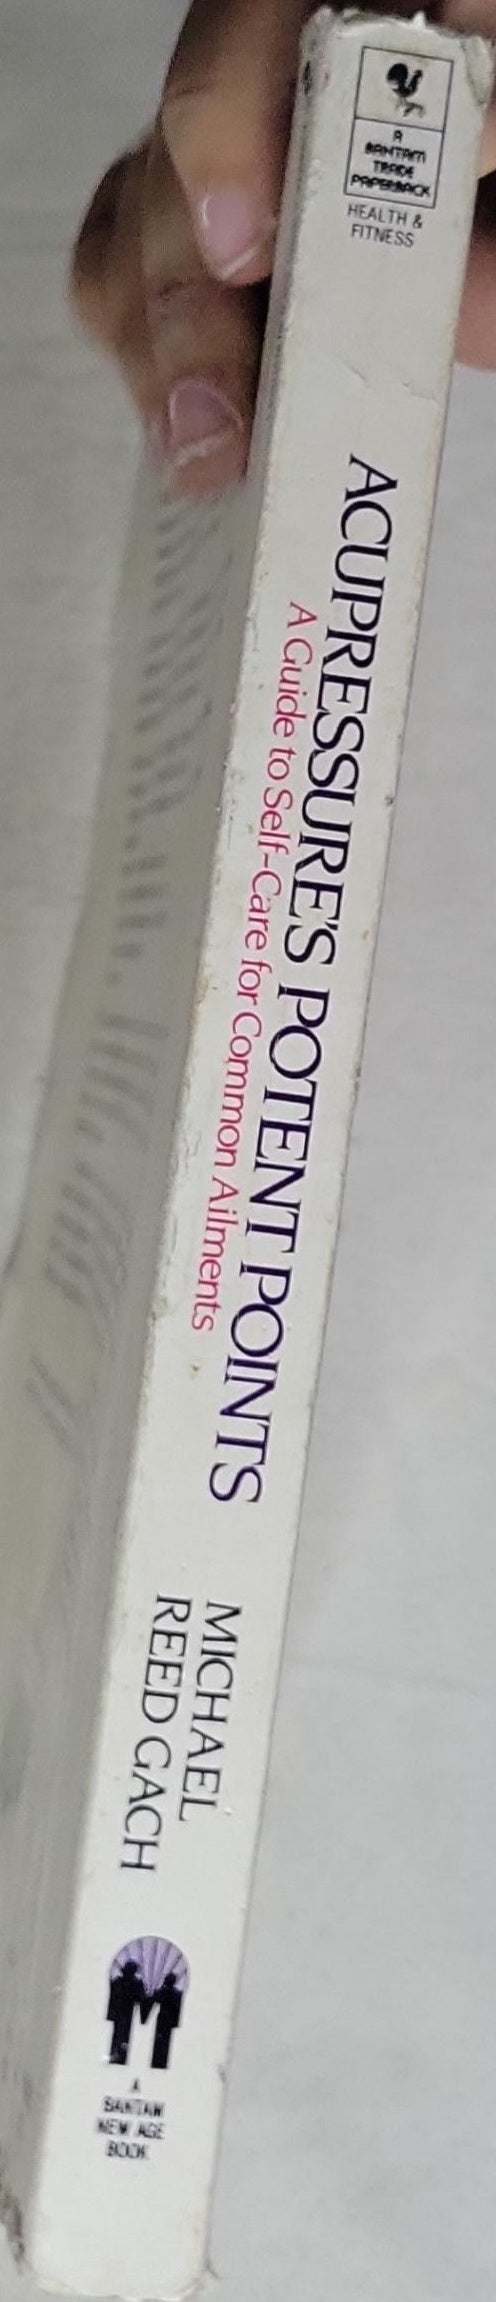 A
BANTAM
TRADE
PAPERBACK
HEALTH &
FITNESS
ACUPRESSURE'S POTENT POINTS
A Guide to Self-Care for Common Ailments
MICHAEL
REED GACH
A
BANTAM
NEW AGE
BOOK